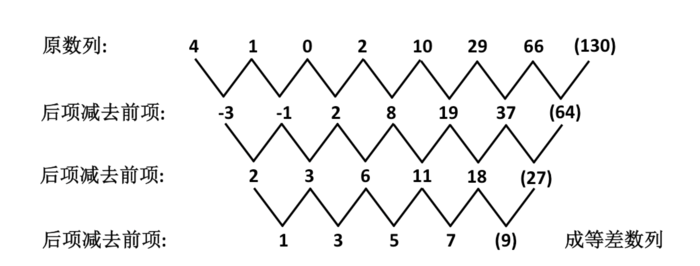 原数列: 4 1 0 2 10 29 66 (130)
后项减去前项: -3 -1 2 8 19 37 (64)
后项减去前项: 2 3 6 11 18 (27)
后项减去前项: 1 3 5 7 (9) 成等差数列